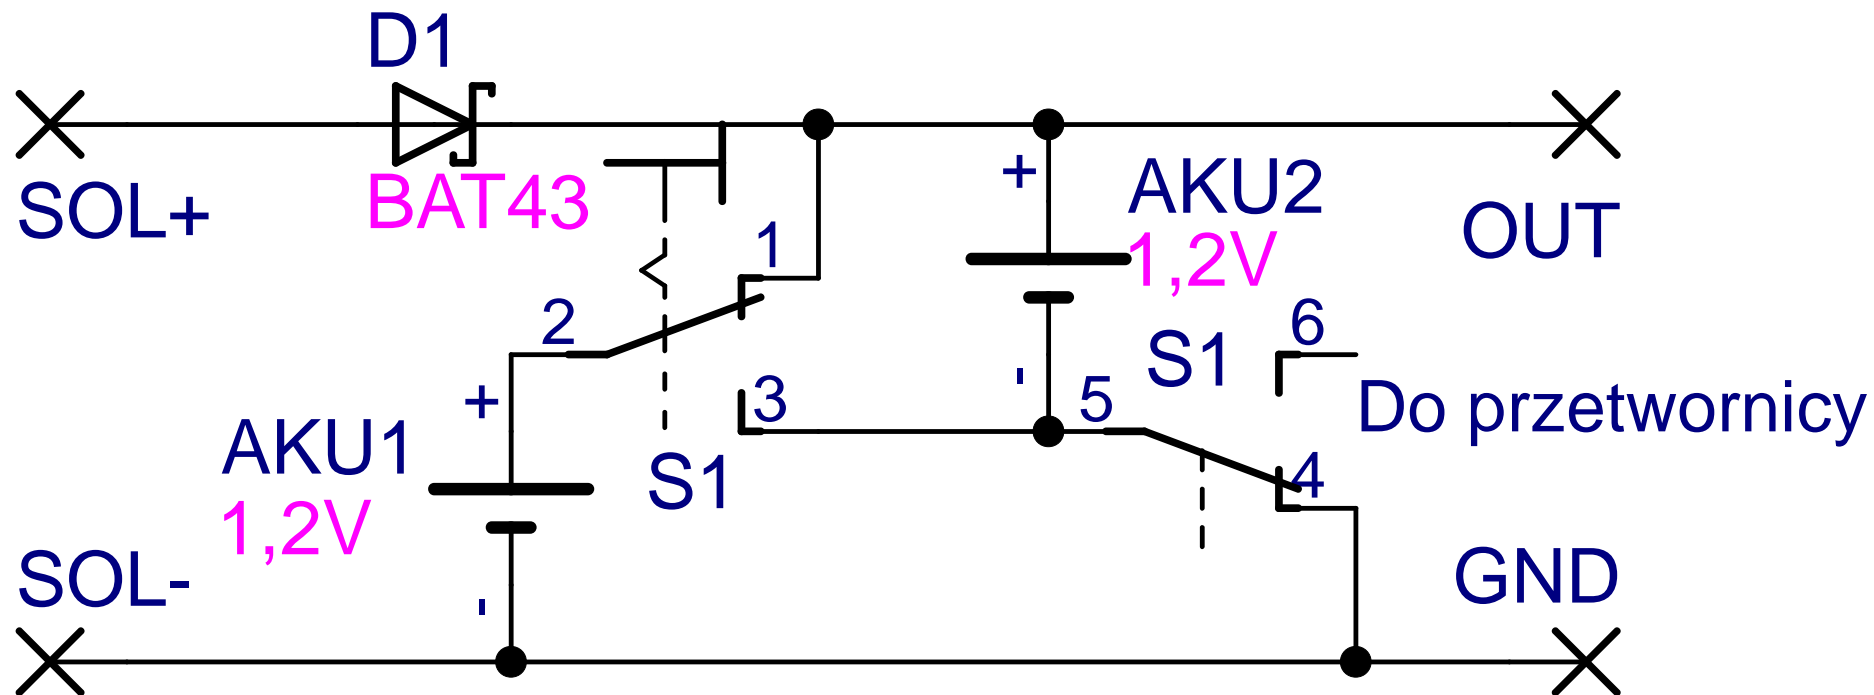 D1
BAT43
SOL+
1
2
3
+
AKU1
1,2V
-
S1
+
AKU2
1,2V
-
OUT
S1
6
5
4
Do przetwornicy
SOL-
GND